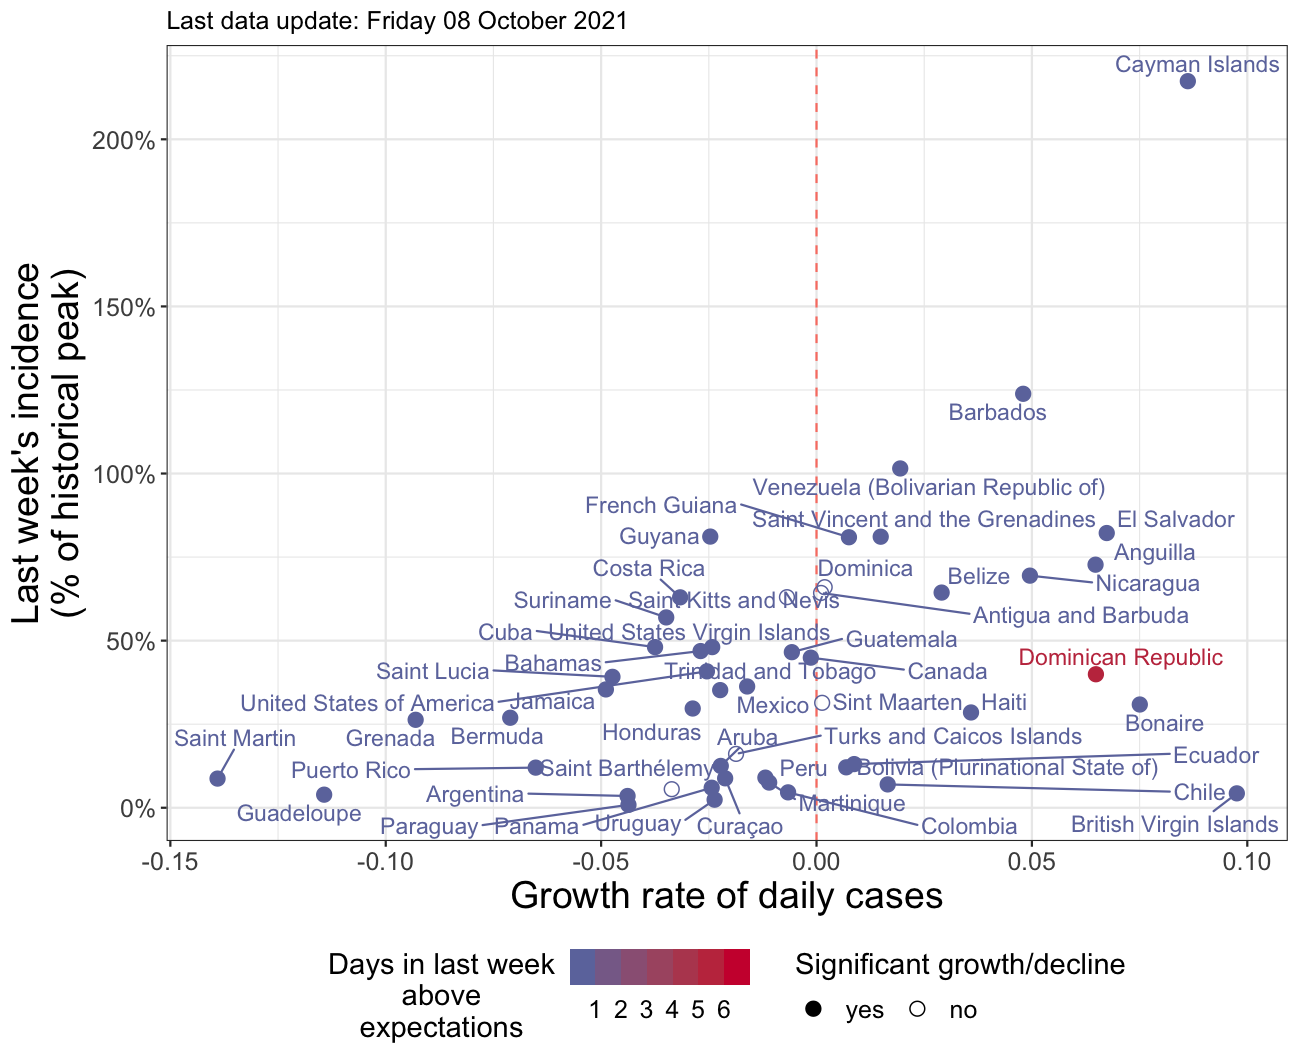 Last data update: Friday 08 October 2021
Cayman Islands
200%
150%
Last week's incidence
(% of historical peak)
Barbados
100%
Venezuela (Bolivarian Republic of)
French Guiana
Saint Vincent and the Grenadines
El Salvador
Guyana
Anguilla
Costa Rica
Dominica
Belize
Nicaragua
Suriname
Saint Kitts and Nevis
Antigua and Barbuda
Cuba
United States Virgin Islands
Guatemala
50%
Dominican Republic
Bahamas
Saint Lucia
Trinidad and Tobago
Canada
United States of America
Jamaica
Mexico
Sint Maarten
Haiti
Bonaire
Saint Martin
Grenada
Bermuda
Honduras
Aruba
Turks and Caicos Islands
Ecuador
Puerto Rico
Saint Barthélemy
Peru
Bolivia (Plurinational State of)
Argentina
Chile
0%
Martinique
Guadeloupe
Paraguay
Panama
Uruguay
Curaçao
Colombia
British Virgin Islands
-0.15
-0.10
-0.05
0.00
0.05
0.10
Growth rate of daily cases
Days in last week
above
expectations
1 2 3 4 5 6
Significant growth/decline
yes
no